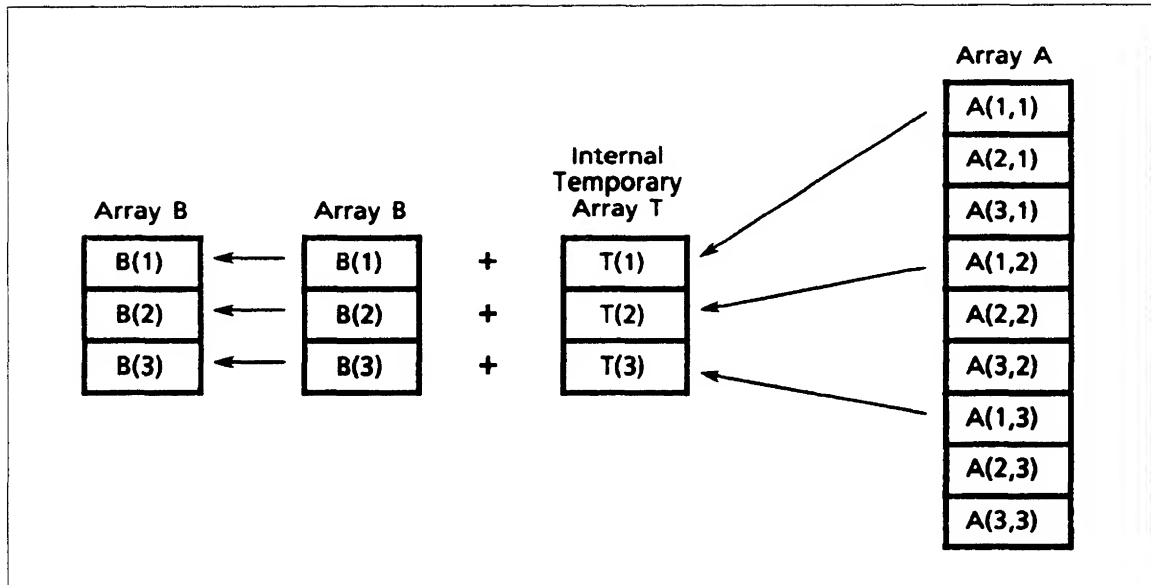 Array A
A(1,1)
A(2,1)
A(3,1)
A(1,2)
A(2,2)
A(3,2)
A(1,3)
A(2,3)
A(3,3)
Internal
Temporary
Array T
T(1)
T(2)
T(3)
Array B
B(1)
B(2)
B(3)
Array B
B(1)
B(2)
B(3)
+
+
+